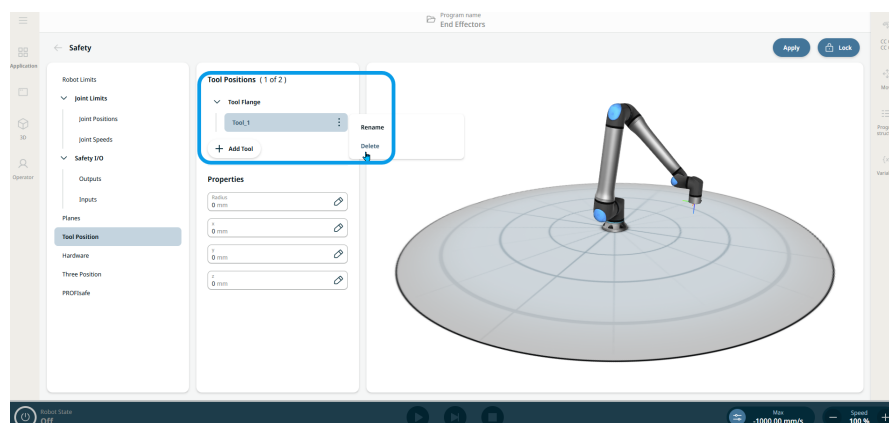 Program name
End Effectors
Safety
Apply
Lock
Application
3D
Operator
Robot Limits
Joint Limits
Joint Positions
Joint Speeds
Safety I/O
Outputs
Inputs
Planes
Tool Position
Hardware
Three Position
PROFIsafe
Tool Positions ( 1 of 2 )
Tool Flange
Tool_1
+ Add Tool
Rename
Delete
Properties
Radius
0 mm
x
0 mm
y
0 mm
z
0 mm
Robot State
Off
Max
-1000.00 mm/s
Speed
100 %